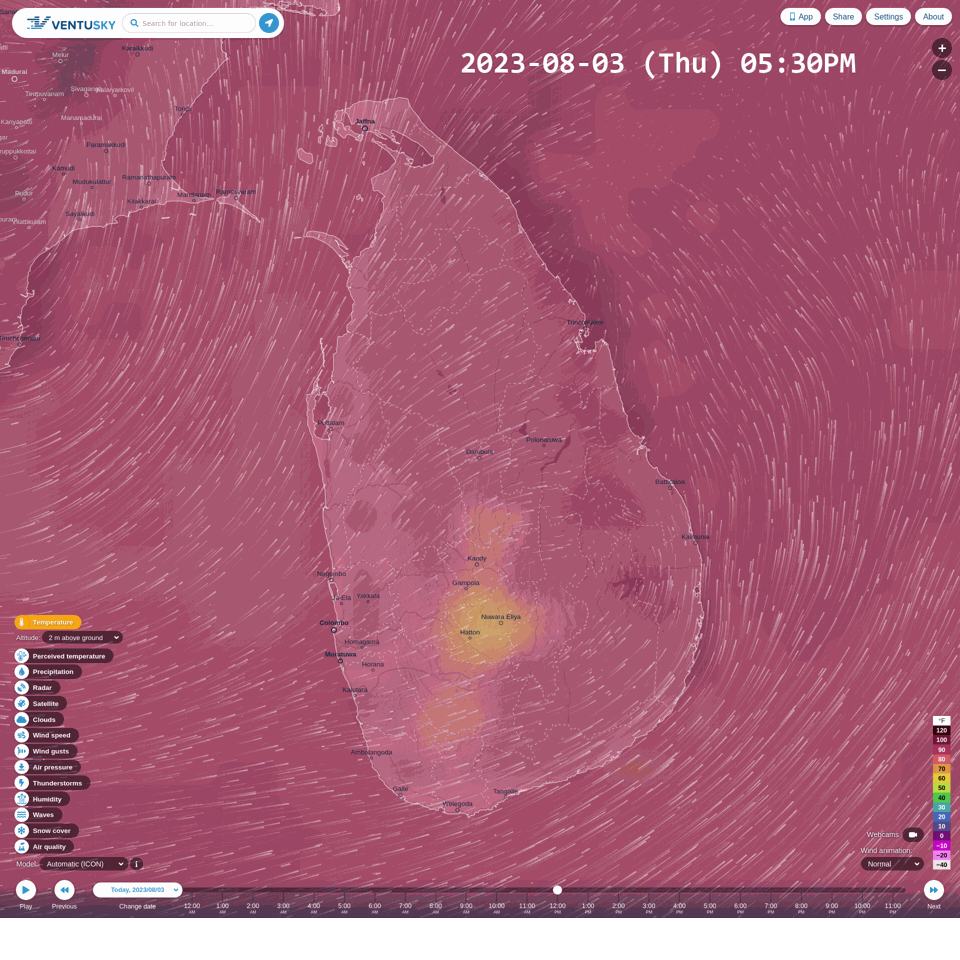 VENTUSKY
Search for location...
App
Share
Settings
About
2023-08-03 (Thu) 05:30PM
Melur
Karaikkudi
Madurai
Tiruppuvanam
Sivaganga
Kalaiyarkovil
Tondi
Manamadurai
Kariyapatti
Jaffna
Paramakkudi
ruppukkottai
Kamudi
Mudukulattur
Ramanathapuram
Pudur
Mandapam
Rameswaram
Kilakkarai
Sayalkudi
Vilattikulam
Trincomalee
Puttalam
Polonnaruwa
Dambulla
Batticaloa
Kalmunai
Kandy
Negombo
Gampola
Ja-Ela
Yakkala
Nuwara Eliya
Colombo
Hatton
Homagama
Moratuwa
Horana
Kalutara
Ambalangoda
Galle
Tangalle
Weligoda
Temperature
Altitude:
2 m above ground
Perceived temperature
Precipitation
Radar
Satellite
Clouds
Wind speed
Wind gusts
Air pressure
Thunderstorms
Humidity
Waves
Snow cover
Air quality
Model:
Automatic (ICON)
°F
120
100
90
80
70
60
50
40
30
20
10
0
−10
−20
−40
Webcams
Wind animation:
Normal
Play
Previous
Today, 2023/08/03
Change date
12:00 AM
1:00 AM
2:00 AM
3:00 AM
4:00 AM
5:00 AM
6:00 AM
7:00 AM
8:00 AM
9:00 AM
10:00 AM
11:00 AM
12:00 PM
1:00 PM
2:00 PM
3:00 PM
4:00 PM
5:00 PM
6:00 PM
7:00 PM
8:00 PM
9:00 PM
10:00 PM
11:00 PM
Next